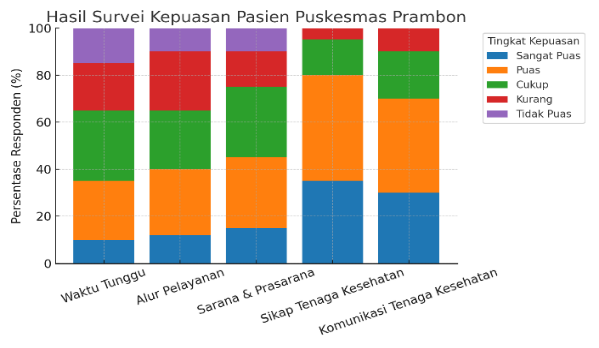 Hasil Survei Kepuasan Pasien Puskesmas Prambon
Persentase Responden (%)
100
80
60
40
20
0
Waktu Tunggu
Alur Pelayanan
Sarana & Prasarana
Sikap Tenaga Kesehatan
Komunikasi Tenaga Kesehatan
Tingkat Kepuasan
Sangat Puas
Puas
Cukup
Kurang
Tidak Puas